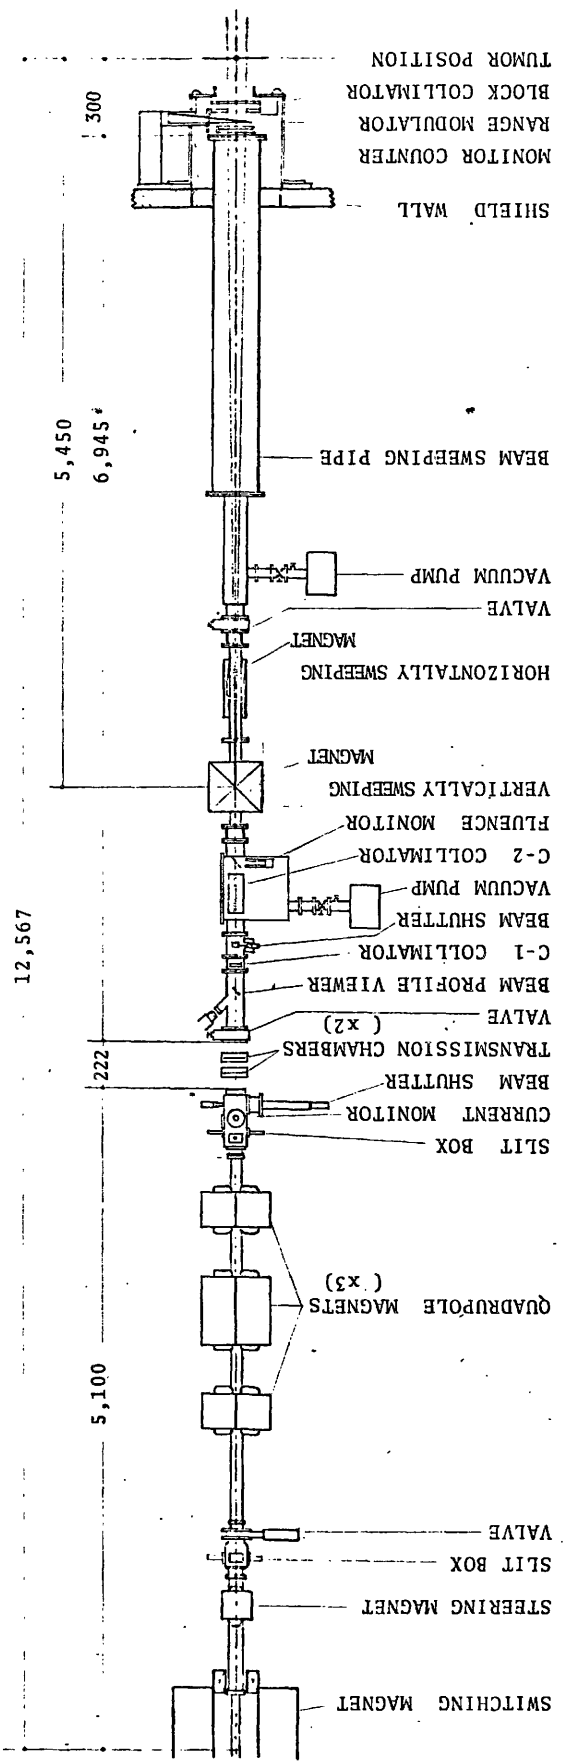 TUMOR POSITION
BLOCK COLLIMATOR
RANGE MODULATOR
MONITOR COUNTER
SHIELD WALL
BEAM SWEEPING PIPE
VACUUM PUMP
VALVE
MAGNET
HORIZONTALLY SWEEPING
MAGNET
VERTICALLY SWEEPING
FLUENCE MONITOR
C-2 COLLIMATOR
VACUUM PUMP
BEAM SHUTTER
C-1 COLLIMATOR
BEAM PROFILE VIEWER
VALVE
(x2)
TRANSMISSION CHAMBERS
BEAM SHUTTER
CURRENT MONITOR
SLIT BOX
(x3)
QUADRUPOLE MAGNETS
VALVE
SLIT BOX
STEERING MAGNET
SWITCHING MAGNET
300
5,450
6,945
12,567
222
5,100